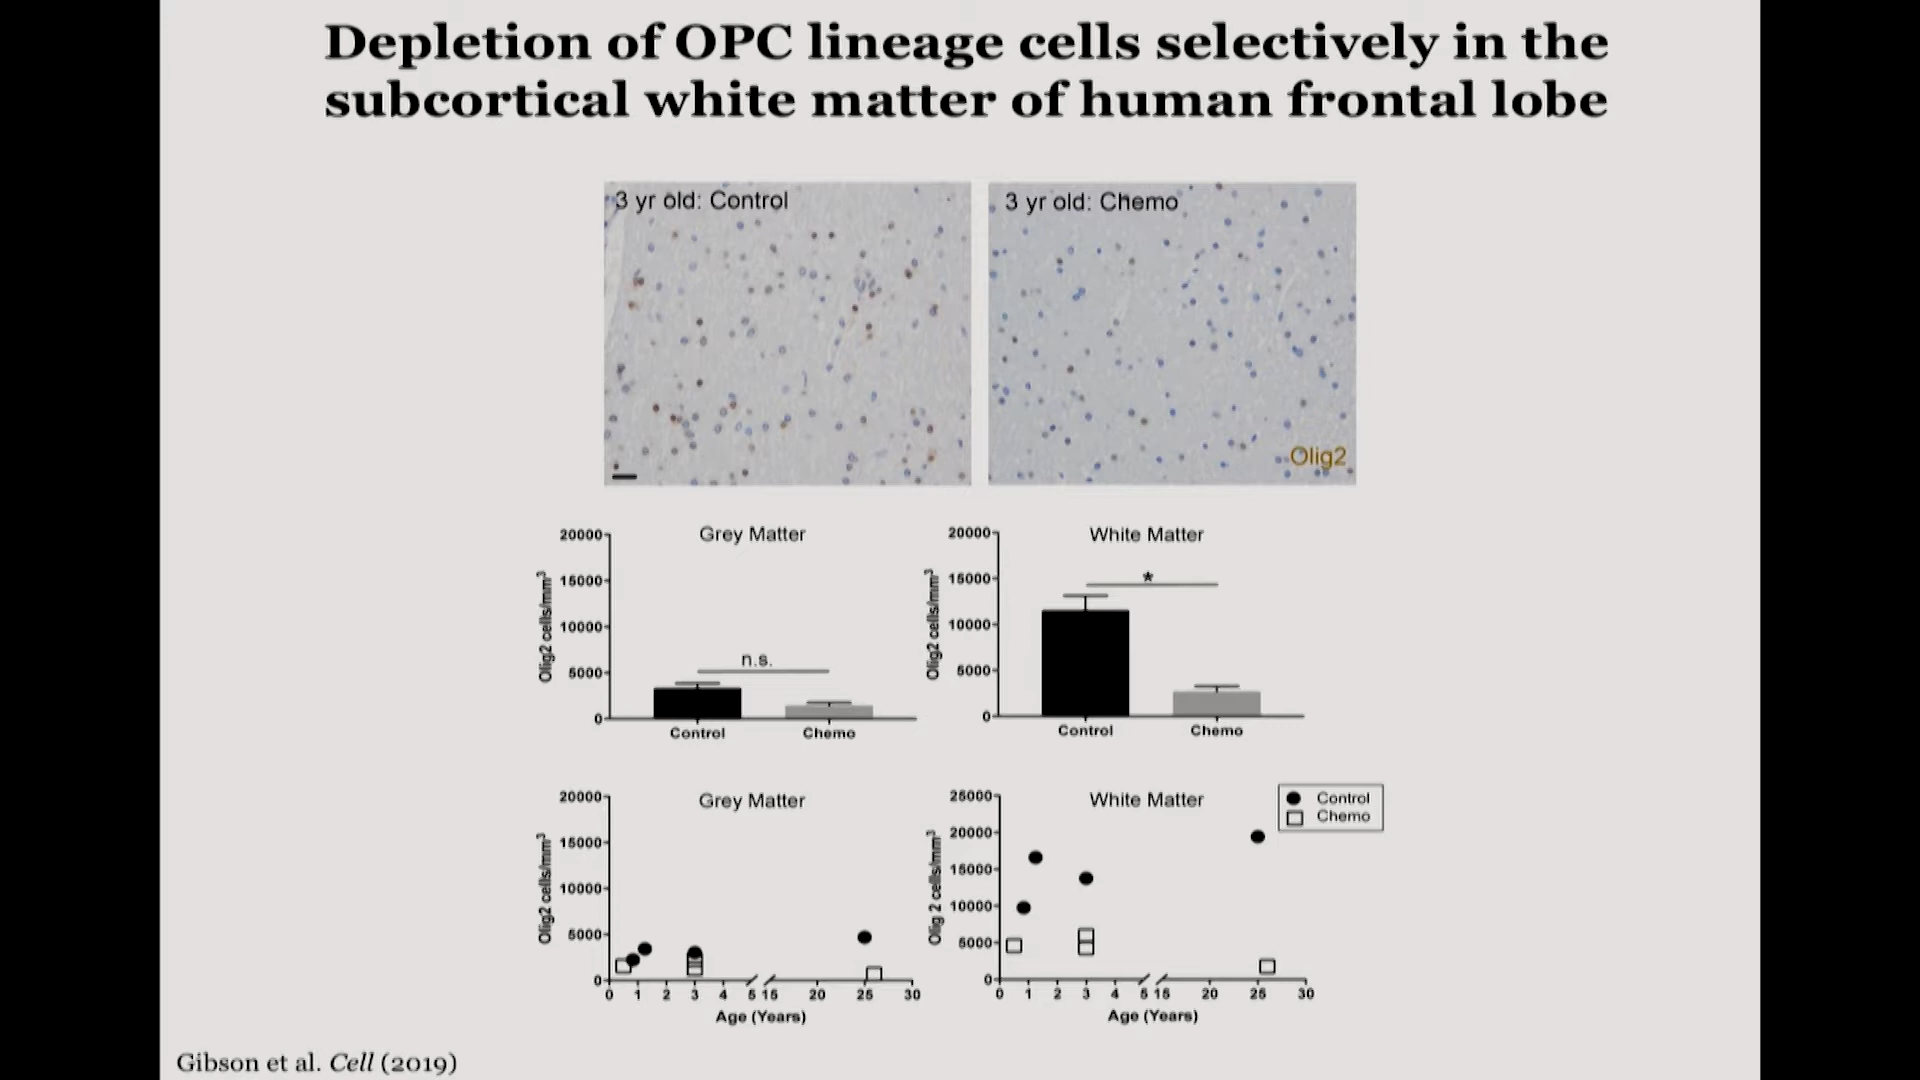 Depletion of OPC lineage cells selectively in the
subcortical white matter of human frontal lobe
3 yr old: Control
3 yr old: Chemo
Olig2
Grey Matter
Olig2 cells/mm³
20000
15000
10000
5000
0
n.s.
Control
Chemo
White Matter
Olig2 cells/mm³
20000
15000
10000
5000
0
*
Control
Chemo
Grey Matter
Olig2 cells/mm³
20000
15000
10000
5000
0
0 1 2 3 4 5 15 20 25 30
Age (Years)
White Matter
Olig 2 cells/mm³
25000
20000
15000
10000
5000
0
0 1 2 3 4 5 15 20 25 30
Age (Years)
Control
Chemo
Gibson et al. Cell (2019)